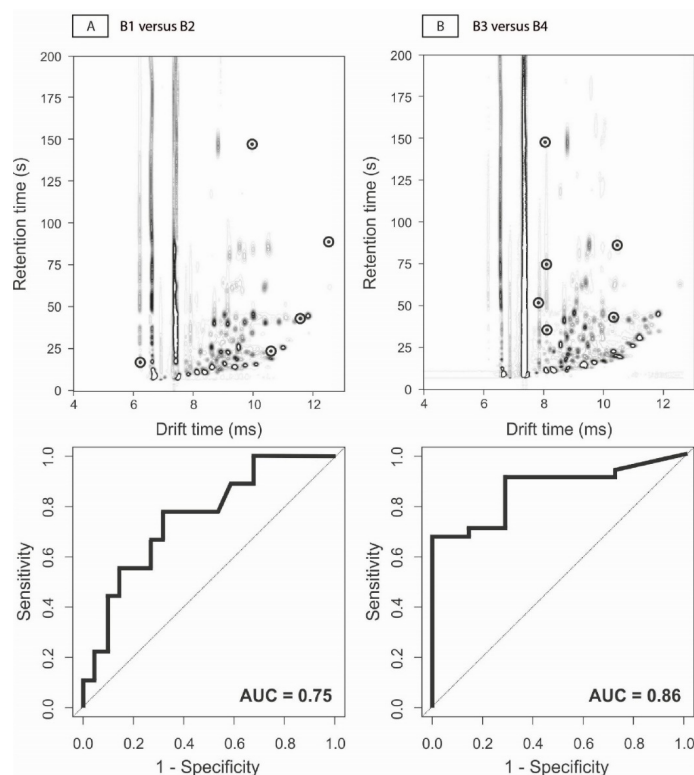 A B1 versus B2
Retention time (s)
200
150
125
100
75
50
25
0
4 6 8 10 12
Drift time (ms)
B B3 versus B4
Retention time (s)
200
150
125
100
75
50
25
0
4 6 8 10 12
Drift time (ms)
Sensitivity
1.0
0.8
0.6
0.4
0.2
0.0
AUC = 0.75
0.0 0.2 0.4 0.6 0.8 1.0
1 - Specificity
Sensitivity
1.0
0.8
0.6
0.4
0.2
0.0
AUC = 0.86
0.0 0.2 0.4 0.6 0.8 1.0
1 - Specificity